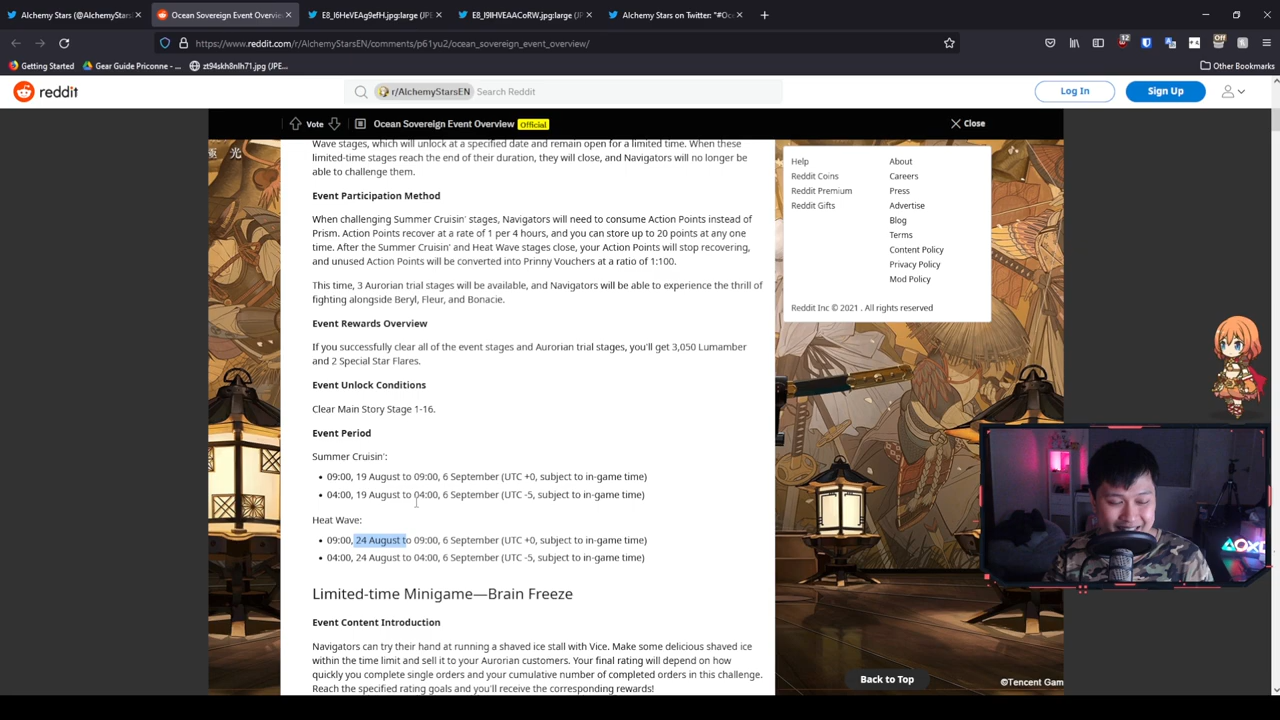 Alchemy Stars (@AlchemyStars
Ocean Sovereign Event Overvie
E8_I6HeVEAg9efH.jpg:large (JPE
E8_I9IHVEAACoRW.jpg:large (JP
Alchemy Stars on Twitter: "#Oc
https://www.reddit.com/r/AlchemyStarsEN/comments/p61yu2/ocean_sovereign_event_overview/
12
Off
Getting Started
Gear Guide Priconne - ...
zt94skh8nlh71.jpg (JPE...
Other Bookmarks
reddit
r/AlchemyStarsEN
Search Reddit
Log In
Sign Up
Vote
Ocean Sovereign Event Overview
Official
Close
極 光
Wave stages, which will unlock at a specified date and remain open for a limited time. When these
limited-time stages reach the end of their duration, they will close, and Navigators will no longer be
able to challenge them.
Event Participation Method
When challenging Summer Cruisin' stages, Navigators will need to consume Action Points instead of
Prism. Action Points recover at a rate of 1 per 4 hours, and you can store up to 20 points at any one
time. After the Summer Cruisin' and Heat Wave stages close, your Action Points will stop recovering,
and unused Action Points will be converted into Prinny Vouchers at a ratio of 1:100.
This time, 3 Aurorian trial stages will be available, and Navigators will be able to experience the thrill of
fighting alongside Beryl, Fleur, and Bonacie.
Event Rewards Overview
If you successfully clear all of the event stages and Aurorian trial stages, you'll get 3,050 Lumamber
and 2 Special Star Flares.
Event Unlock Conditions
Clear Main Story Stage 1-16.
Event Period
Summer Cruisin':
• 09:00, 19 August to 09:00, 6 September (UTC +0, subject to in-game time)
• 04:00, 19 August to 04:00, 6 September (UTC -5, subject to in-game time)
Heat Wave:
• 09:00, 24 August to 09:00, 6 September (UTC +0, subject to in-game time)
• 04:00, 24 August to 04:00, 6 September (UTC -5, subject to in-game time)
Limited-time Minigame—Brain Freeze
Event Content Introduction
Navigators can try their hand at running a shaved ice stall with Vice. Make some delicious shaved ice
within the time limit and sell it to your Aurorian customers. Your final rating will depend on how
quickly you complete single orders and your cumulative number of completed orders in this challenge.
Reach the specified rating goals and you'll receive the corresponding rewards!
Help
About
Reddit Coins
Careers
Reddit Premium
Press
Reddit Gifts
Advertise
Blog
Terms
Content Policy
Privacy Policy
Mod Policy
Reddit Inc © 2021 . All rights reserved
Back to Top
©Tencent Gam